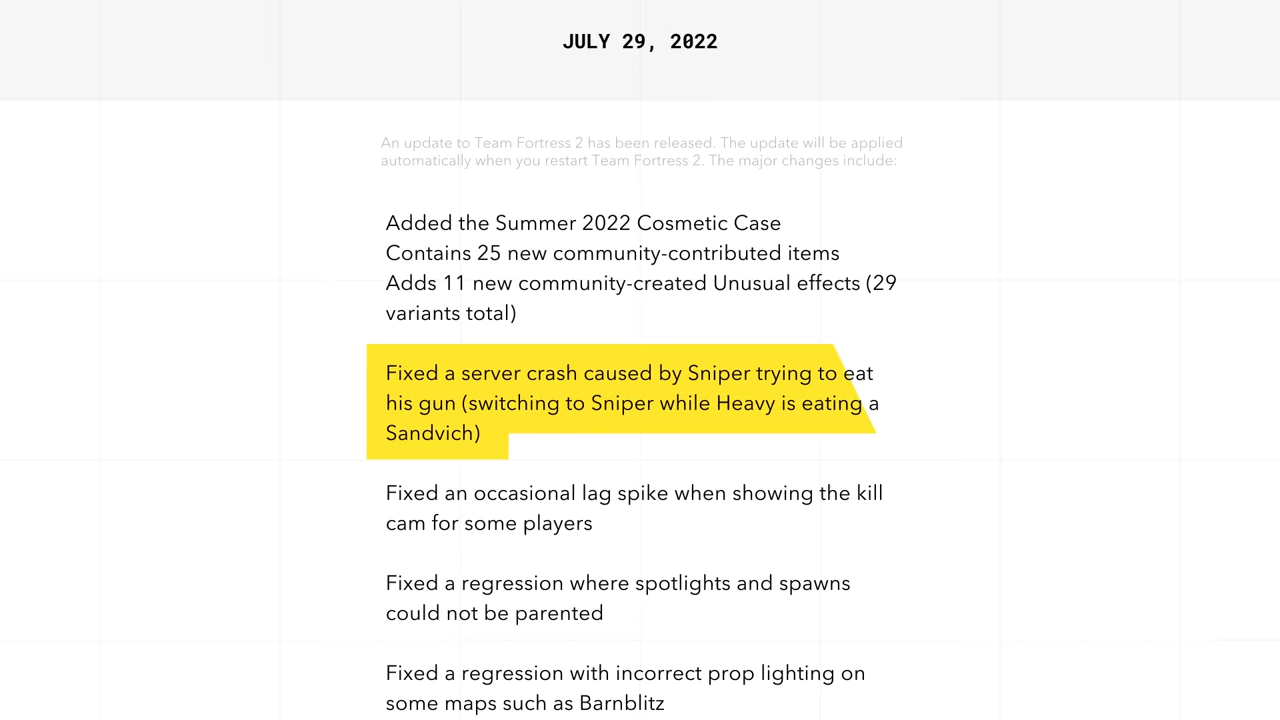 JULY 29, 2022
An update to Team Fortress 2 has been released. The update will be applied
automatically when you restart Team Fortress 2. The major changes include:
Added the Summer 2022 Cosmetic Case
Contains 25 new community-contributed items
Adds 11 new community-created Unusual effects (29
variants total)
Fixed a server crash caused by Sniper trying to eat
his gun (switching to Sniper while Heavy is eating a
Sandvich)
Fixed an occasional lag spike when showing the kill
cam for some players
Fixed a regression where spotlights and spawns
could not be parented
Fixed a regression with incorrect prop lighting on
some maps such as Barnblitz